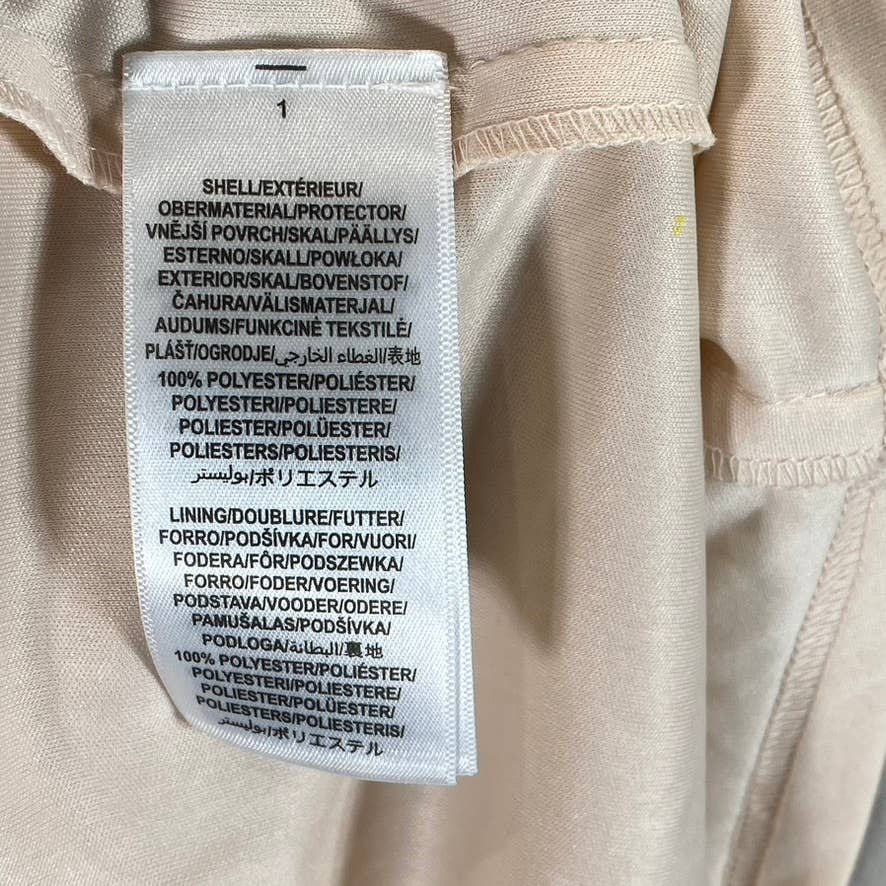 1
SHELL/EXTÉRIEUR/
OBERMATERIAL/PROTECTOR/
VNĚJŠÍ POVRCH/SKAL/PÄÄLLYS/
ESTERNO/SKALL/POWŁOKA/
EXTERIOR/SKAL/BOVENSTOF/
ČAHURA/VÄLISMATERJAL/
AUDUMS/FUNKCINĖ TEKSTILĖ/
PLÁŠŤ/OGRODJE/الغطاء الخارجي/表地
100% POLYESTER/POLIÉSTER/
POLYESTERI/POLIESTERE/
POLIESTER/POLÜESTER/
POLIESTERS/POLIESTERIS/
بوليستر/ポリエステル
LINING/DOUBLURE/FUTTER/
FORRO/PODŠÍVKA/FOR/VUORI/
FODERA/FÔR/PODSZEWKA/
FORRO/FODER/VOERING/
PODSTAVA/VOODER/ODERE/
PAMUŠALAS/PODŠÍVKA/
PODLOGA/البطانة/裏地
100% POLYESTER/POLIÉSTER/
POLYESTERI/POLIESTERE/
POLIESTER/POLÜESTER/
POLIESTERS/POLIESTERIS/
بوليستر/ポリエステル